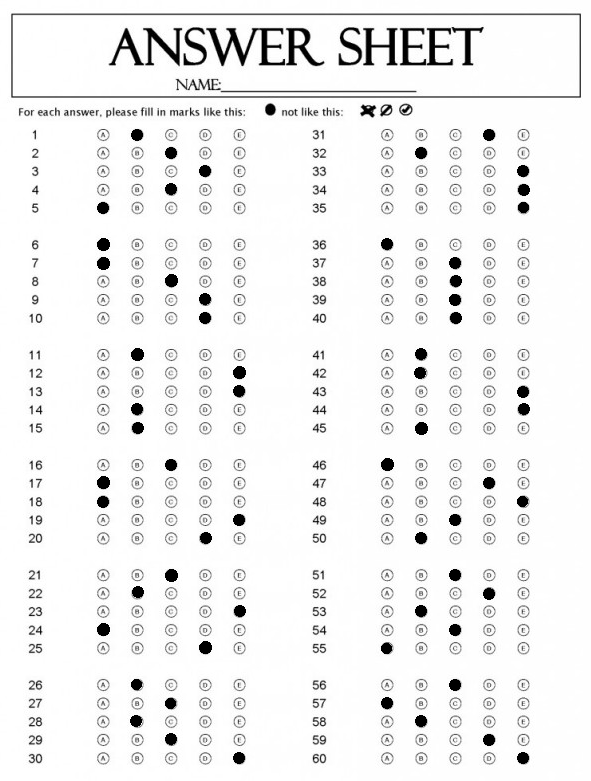 ANSWER SHEET
NAME:
For each answer, please fill in marks like this: not like this:
1 A C D E 31 A B C E
2 A B D E 32 A C D E
3 A B C E 33 A B C D
4 A B D E 34 A B C D
5 B C D E 35 A B C D
6 B C D E 36 B C D E
7 B C D E 37 A B D E
8 A B D E 38 A B D E
9 A B C E 39 A B D E
10 A B C E 40 A B D E
11 A C D E 41 A C D E
12 A B C D 42 A C D E
13 A B C D 43 A B C D
14 A C D E 44 A B C D
15 A C D E 45 A C D E
16 A B D E 46 B C D E
17 B C D E 47 A B C E
18 B C D E 48 A B C D
19 A B C D 49 A B D E
20 A B C E 50 A C D E
21 A B D E 51 A B D E
22 A C D E 52 A B C E
23 A B C D 53 A C D E
24 B C D E 54 A B D E
25 A B C E 55 B C D E
26 A C D E 56 A B D E
27 A B D E 57 B C D E
28 A C D E 58 A C D E
29 A B D E 59 A B C E
30 A B C D 60 A B C D